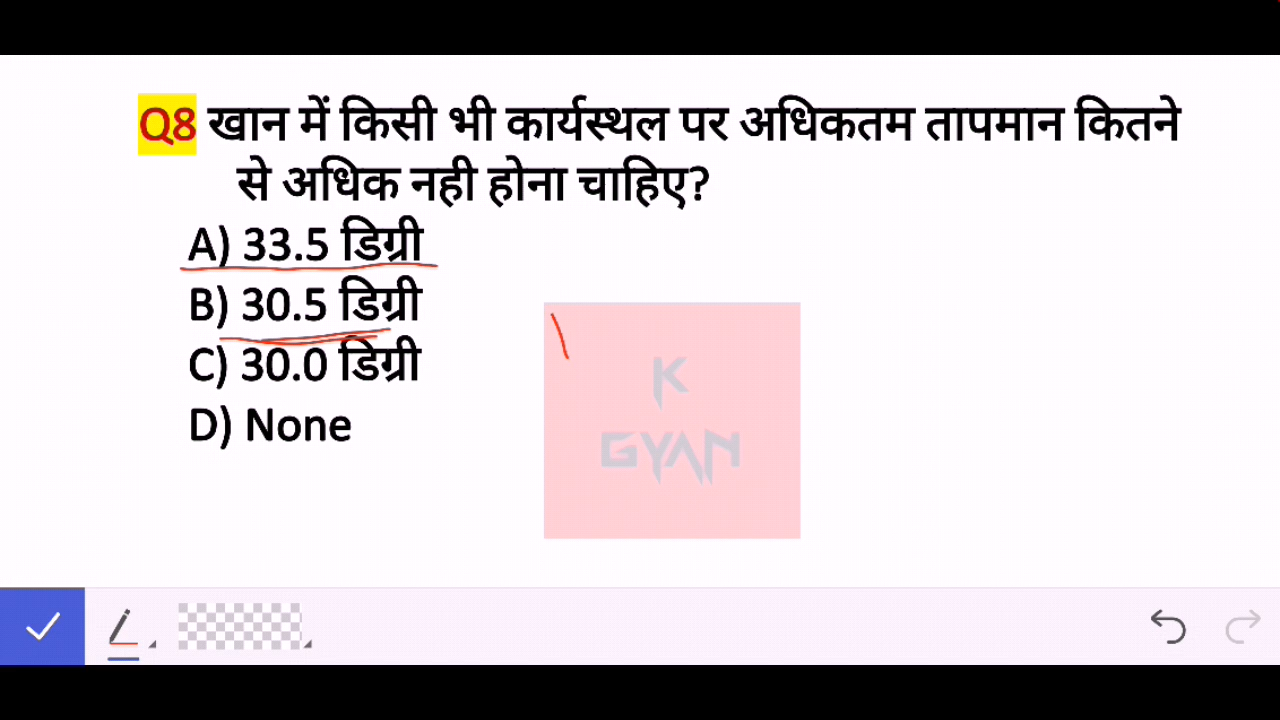 Q8 खान में किसी भी कार्यस्थल पर अधिकतम तापमान कितने
से अधिक नही होना चाहिए?
A) 33.5 डिग्री
B) 30.5 डिग्री
C) 30.0 डिग्री
D) None
K
GYAN